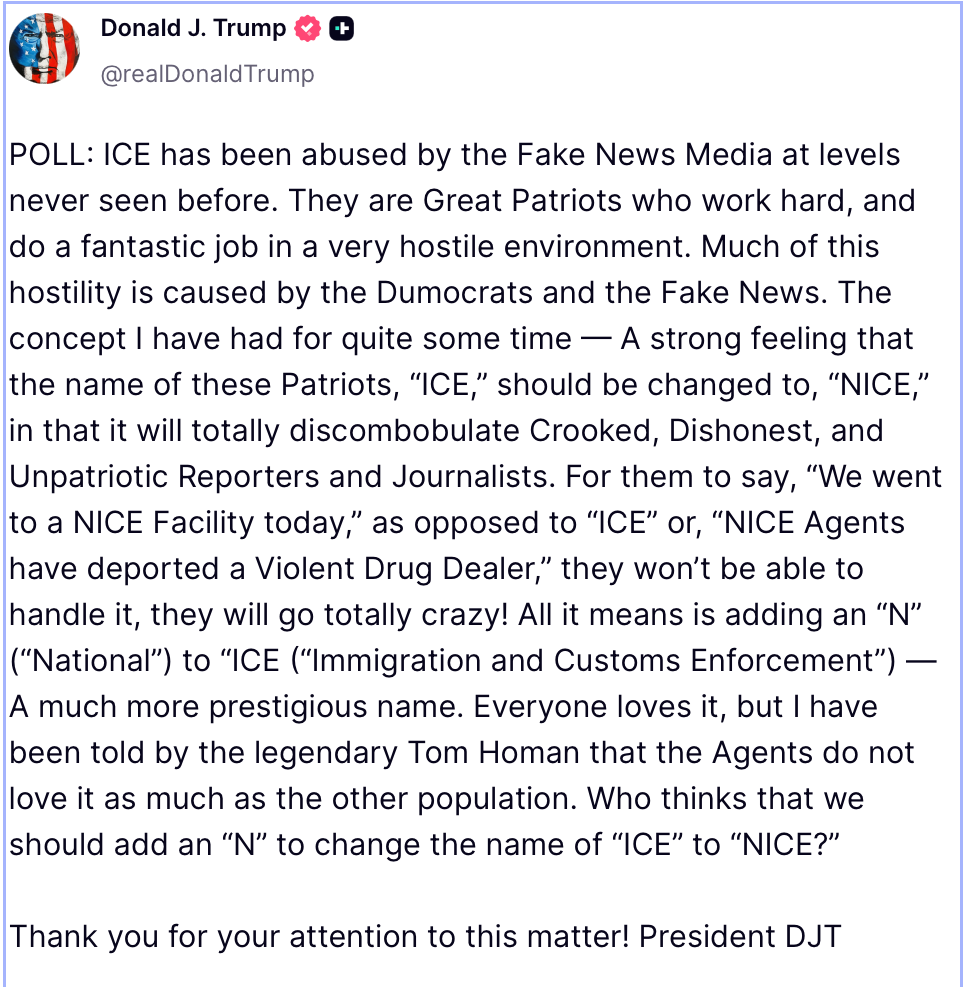 Donald J. Trump
@realDonaldTrump
POLL: ICE has been abused by the Fake News Media at levels
never seen before. They are Great Patriots who work hard, and
do a fantastic job in a very hostile environment. Much of this
hostility is caused by the Dumocrats and the Fake News. The
concept I have had for quite some time — A strong feeling that
the name of these Patriots, “ICE,” should be changed to, “NICE,”
in that it will totally discombobulate Crooked, Dishonest, and
Unpatriotic Reporters and Journalists. For them to say, “We went
to a NICE Facility today,” as opposed to “ICE” or, “NICE Agents
have deported a Violent Drug Dealer,” they won’t be able to
handle it, they will go totally crazy! All it means is adding an “N”
(“National”) to “ICE (“Immigration and Customs Enforcement”) —
A much more prestigious name. Everyone loves it, but I have
been told by the legendary Tom Homan that the Agents do not
love it as much as the other population. Who thinks that we
should add an “N” to change the name of “ICE” to “NICE?”
Thank you for your attention to this matter! President DJT